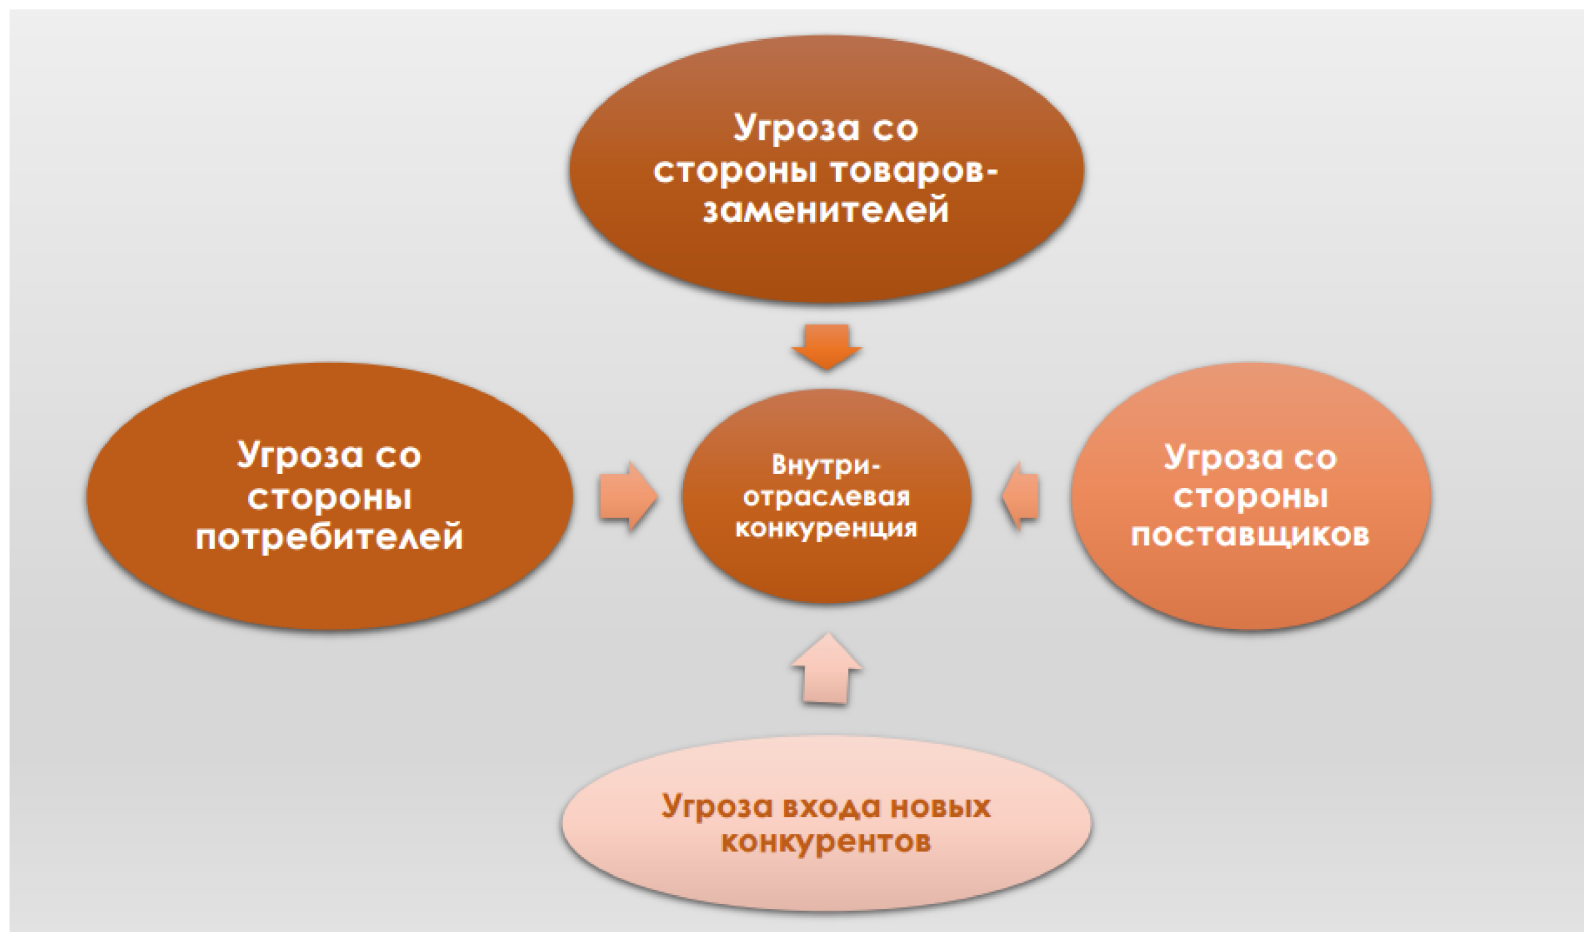 Угроза со
стороны товаров-
заменителей
Угроза со
стороны
потребителей
Внутри-
отраслевая
конкуренция
Угроза со
стороны
поставщиков
Угроза входа новых
конкурентов